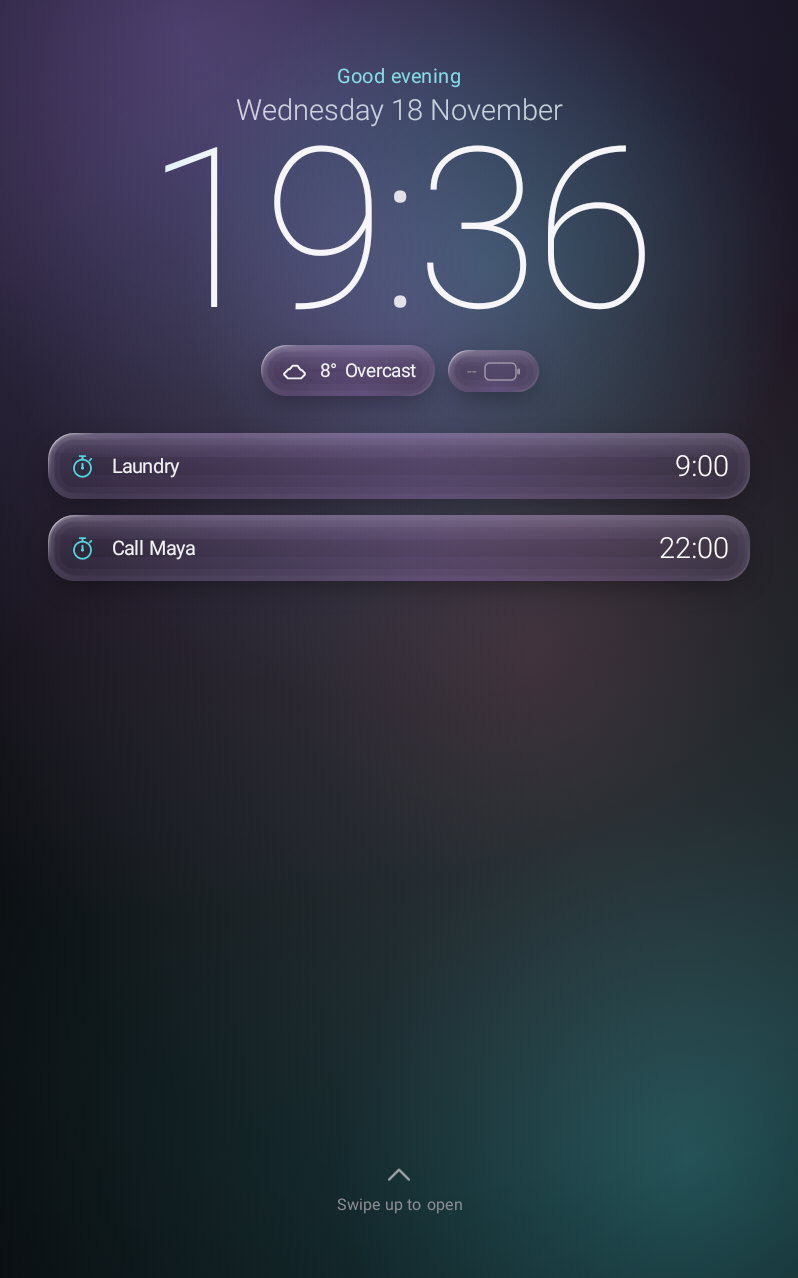 Good evening
Wednesday 18 November
19:36
8° Overcast
--
Laundry 9:00
Call Maya 22:00
Swipe up to open